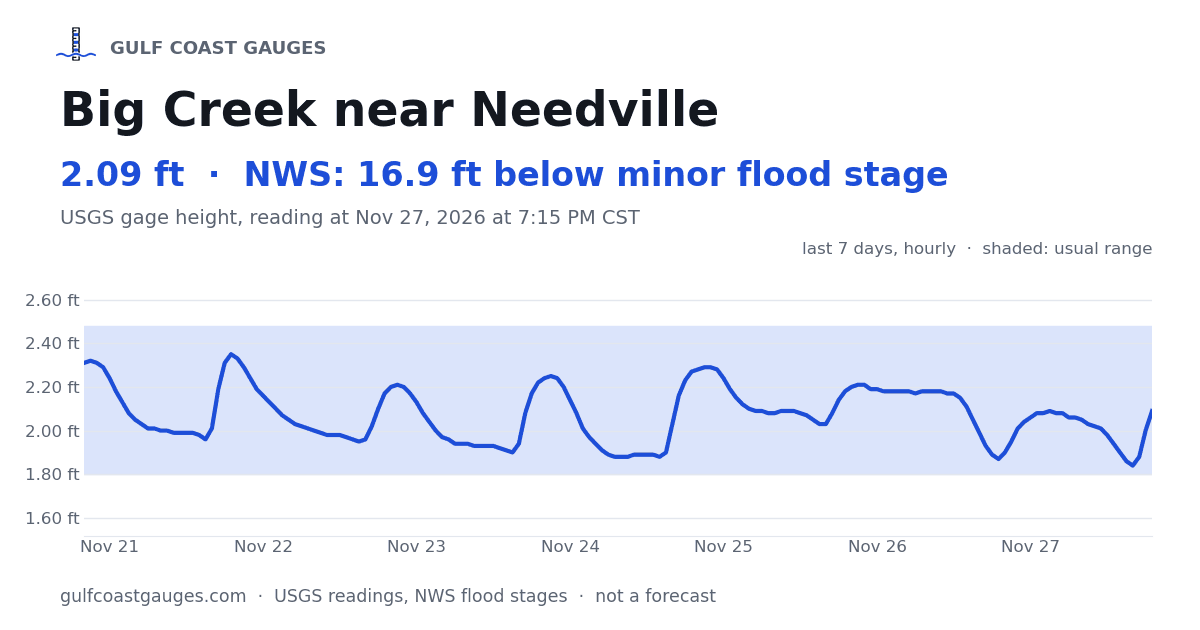 GULF COAST GAUGES
Big Creek near Needville
2.09 ft · NWS: 16.9 ft below minor flood stage
USGS gage height, reading at Nov 27, 2026 at 7:15 PM CST
last 7 days, hourly · shaded: usual range
2.60 ft
2.40 ft
2.20 ft
2.00 ft
1.80 ft
1.60 ft
Nov 21 Nov 22 Nov 23 Nov 24 Nov 25 Nov 26 Nov 27
gulfcoastgauges.com · USGS readings, NWS flood stages · not a forecast